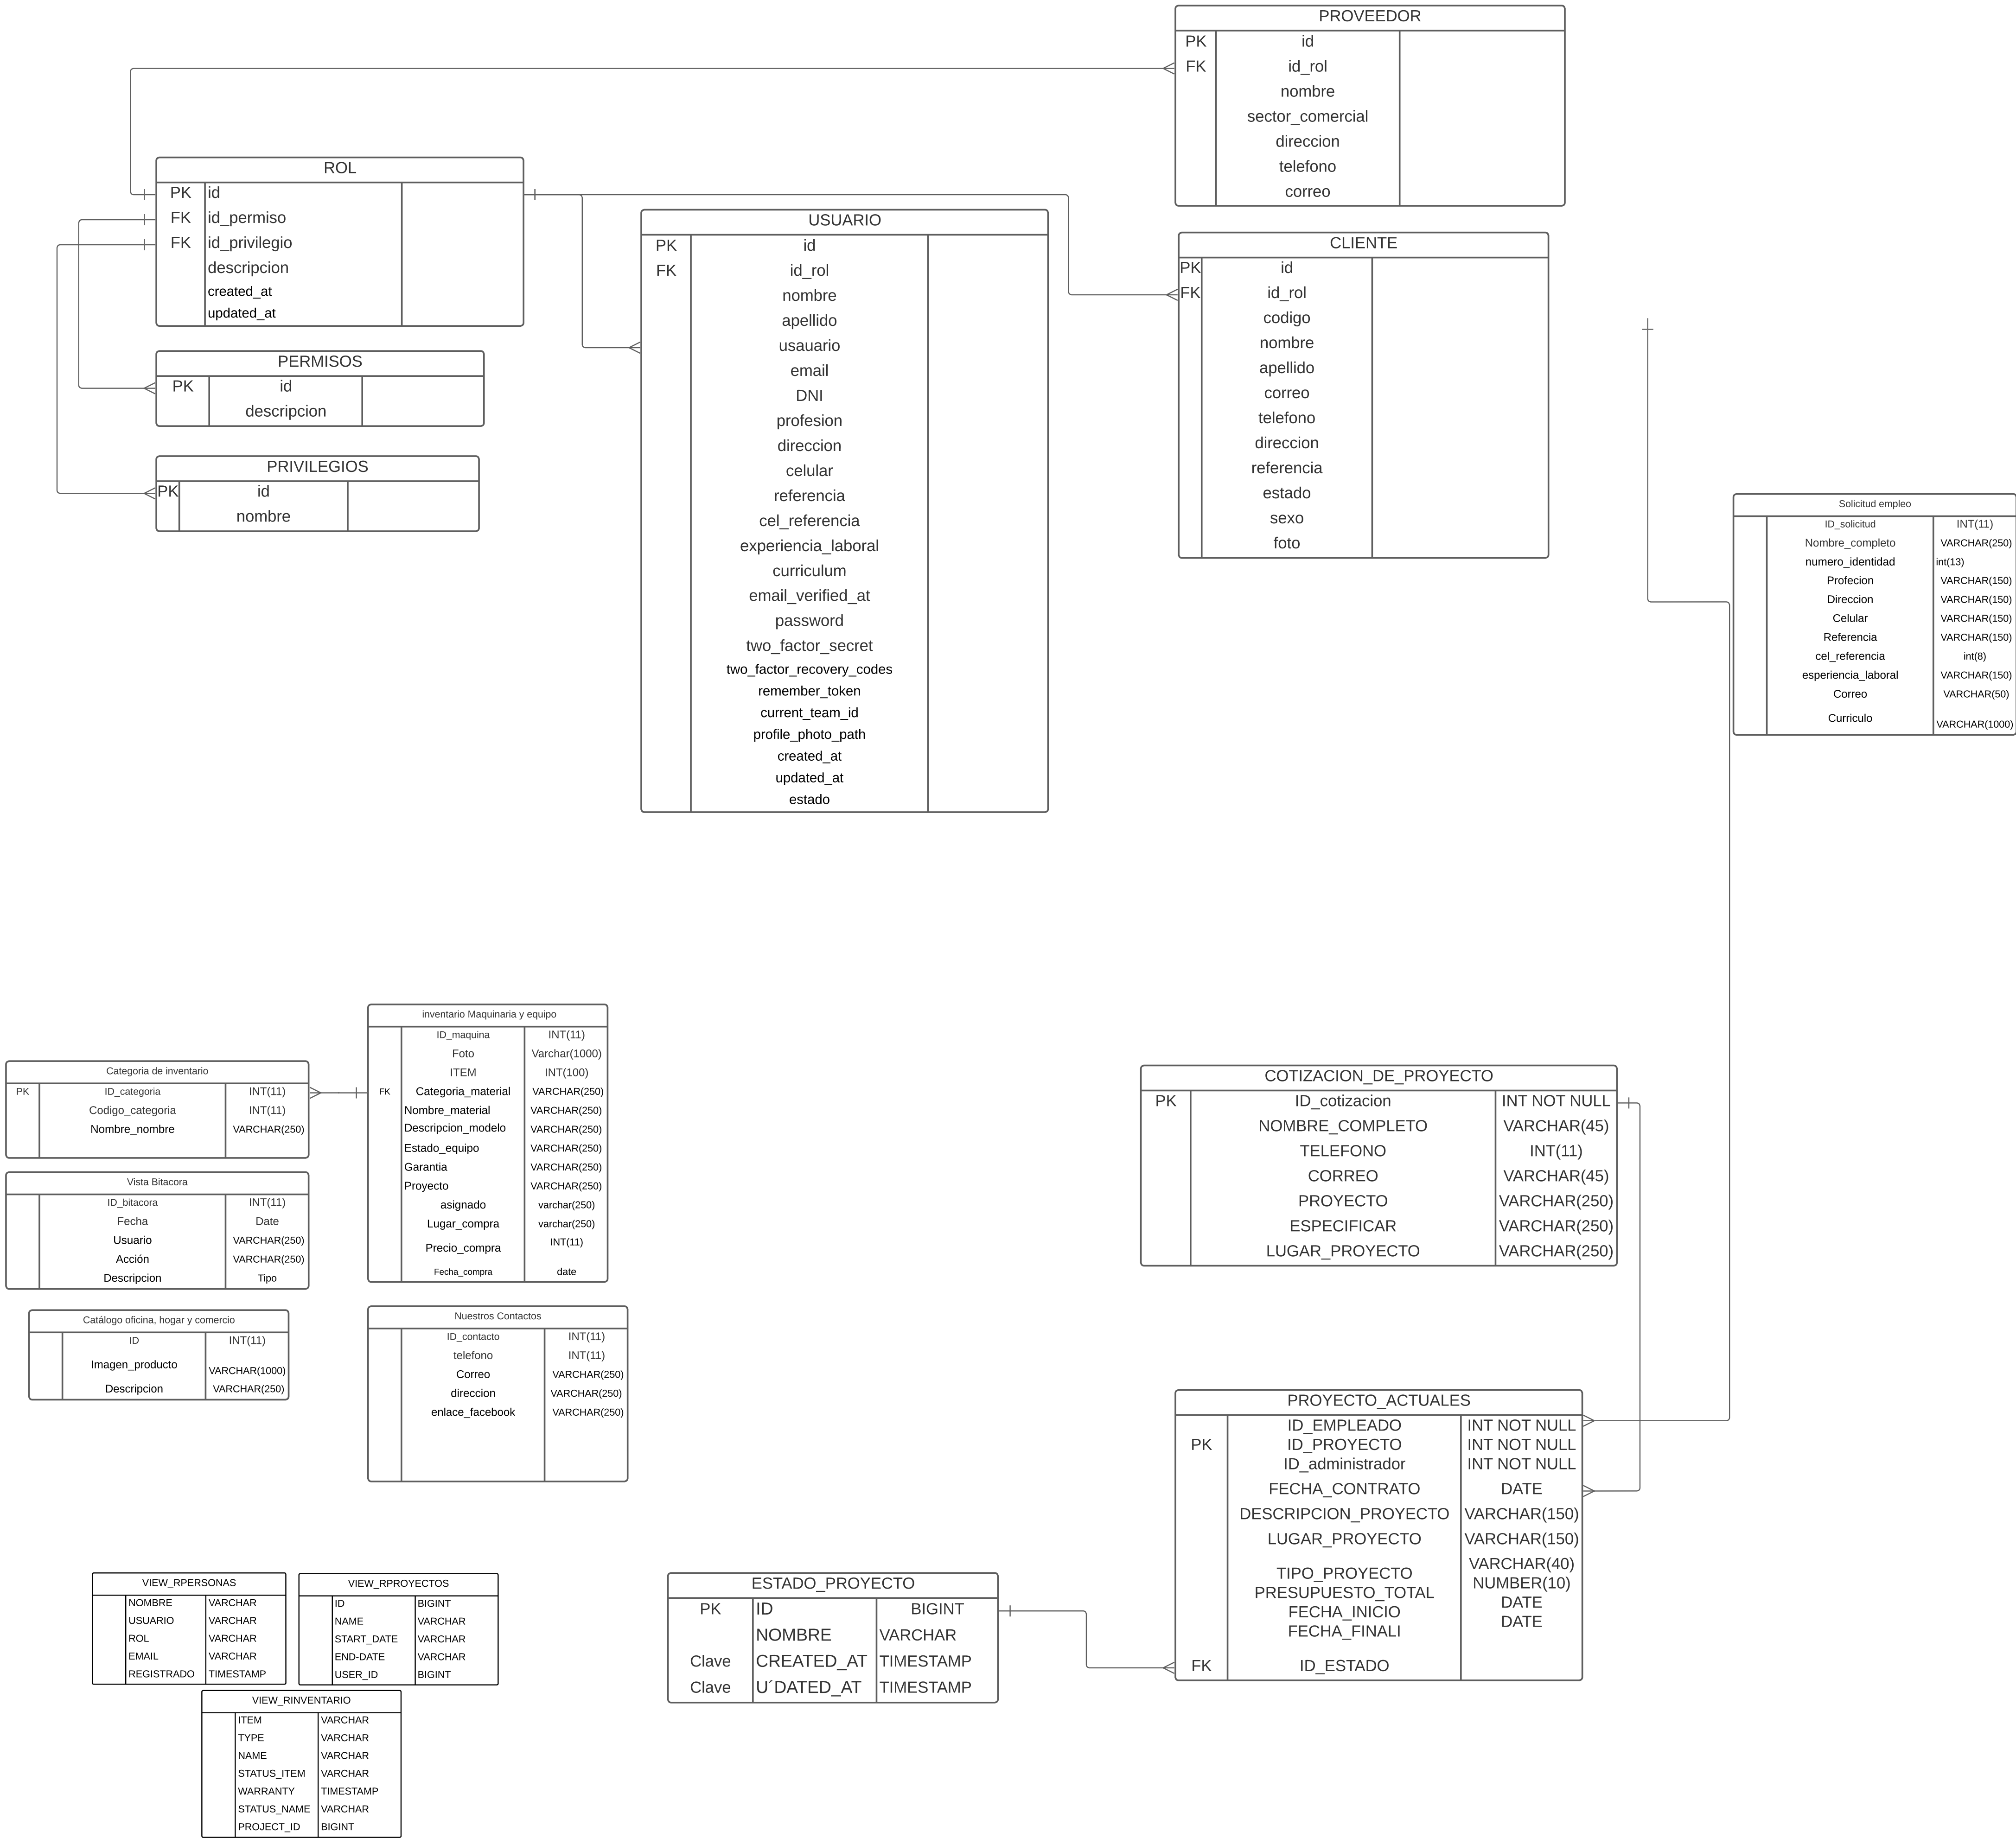 PROVEEDOR
PK id
FK id_rol
nombre
sector_comercial
direccion
telefono
correo
ROL
PK id
FK id_permiso
FK id_privilegio
descripcion
created_at
updated_at
USUARIO
PK id
FK id_rol
nombre
apellido
usauario
email
DNI
profesion
direccion
celular
referencia
cel_referencia
experiencia_laboral
curriculum
email_verified_at
password
two_factor_secret
two_factor_recovery_codes
remember_token
current_team_id
profile_photo_path
created_at
updated_at
estado
CLIENTE
PK id
FK id_rol
codigo
nombre
apellido
correo
telefono
direccion
referencia
estado
sexo
foto
PERMISOS
PK id
descripcion
PRIVILEGIOS
PK id
nombre
Solicitud empleo
ID_solicitud INT(11)
Nombre_completo VARCHAR(250)
numero_identidad int(13)
Profecion VARCHAR(150)
Direccion VARCHAR(150)
Celular VARCHAR(150)
Referencia VARCHAR(150)
cel_referencia int(8)
esperiencia_laboral VARCHAR(150)
Correo VARCHAR(50)
Curriculo VARCHAR(1000)
inventario Maquinaria y equipo
ID_maquina INT(11)
Foto Varchar(1000)
ITEM INT(100)
FK Categoria_material VARCHAR(250)
Nombre_material VARCHAR(250)
Descripcion_modelo VARCHAR(250)
Estado_equipo VARCHAR(250)
Garantia VARCHAR(250)
Proyecto VARCHAR(250)
asignado varchar(250)
Lugar_compra varchar(250)
Precio_compra INT(11)
Fecha_compra date
Categoria de inventario
PK ID_categoria INT(11)
Codigo_categoria INT(11)
Nombre_nombre VARCHAR(250)
Vista Bitacora
ID_bitacora INT(11)
Fecha Date
Usuario VARCHAR(250)
Acción VARCHAR(250)
Descripcion Tipo
Catálogo oficina, hogar y comercio
ID INT(11)
Imagen_producto VARCHAR(1000)
Descripcion VARCHAR(250)
Nuestros Contactos
ID_contacto INT(11)
telefono INT(11)
Correo VARCHAR(250)
direccion VARCHAR(250)
enlace_facebook VARCHAR(250)
COTIZACION_DE_PROYECTO
PK ID_cotizacion INT NOT NULL
NOMBRE_COMPLETO VARCHAR(45)
TELEFONO INT(11)
CORREO VARCHAR(45)
PROYECTO VARCHAR(250)
ESPECIFICAR VARCHAR(250)
LUGAR_PROYECTO VARCHAR(250)
PROYECTO_ACTUALES
ID_EMPLEADO INT NOT NULL
PK ID_PROYECTO INT NOT NULL
ID_administrador INT NOT NULL
FECHA_CONTRATO DATE
DESCRIPCION_PROYECTO VARCHAR(150)
LUGAR_PROYECTO VARCHAR(150)
TIPO_PROYECTO VARCHAR(40)
PRESUPUESTO_TOTAL NUMBER(10)
FECHA_INICIO DATE
FECHA_FINALI DATE
FK ID_ESTADO
ESTADO_PROYECTO
PK ID BIGINT
NOMBRE VARCHAR
Clave CREATED_AT TIMESTAMP
Clave U´DATED_AT TIMESTAMP
VIEW_RPERSONAS
NOMBRE VARCHAR
USUARIO VARCHAR
ROL VARCHAR
EMAIL VARCHAR
REGISTRADO TIMESTAMP
VIEW_RPROYECTOS
ID BIGINT
NAME VARCHAR
START_DATE VARCHAR
END-DATE VARCHAR
USER_ID BIGINT
VIEW_RINVENTARIO
ITEM VARCHAR
TYPE VARCHAR
NAME VARCHAR
STATUS_ITEM VARCHAR
WARRANTY TIMESTAMP
STATUS_NAME VARCHAR
PROJECT_ID BIGINT